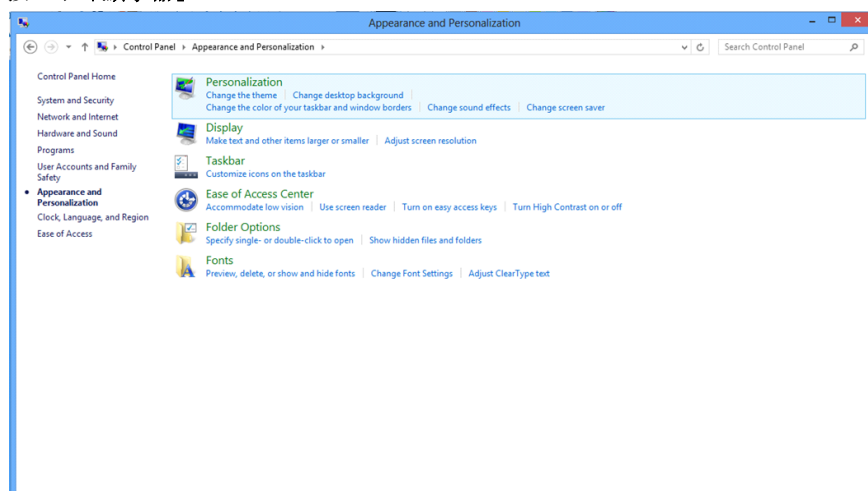 Appearance and Personalization
Control Panel
Appearance and Personalization
Search Control Panel
Control Panel Home
System and Security
Network and Internet
Hardware and Sound
Programs
User Accounts and Family
Safety
Appearance and
Personalization
Clock, Language, and Region
Ease of Access
Personalization
Change the theme
Change desktop background
Change the color of your taskbar and window borders
Change sound effects
Change screen saver
Display
Make text and other items larger or smaller
Adjust screen resolution
Taskbar
Customize icons on the taskbar
Ease of Access Center
Accommodate low vision
Use screen reader
Turn on easy access keys
Turn High Contrast on or off
Folder Options
Specify single- or double-click to open
Show hidden files and folders
Fonts
Preview, delete, or show and hide fonts
Change Font Settings
Adjust ClearType text